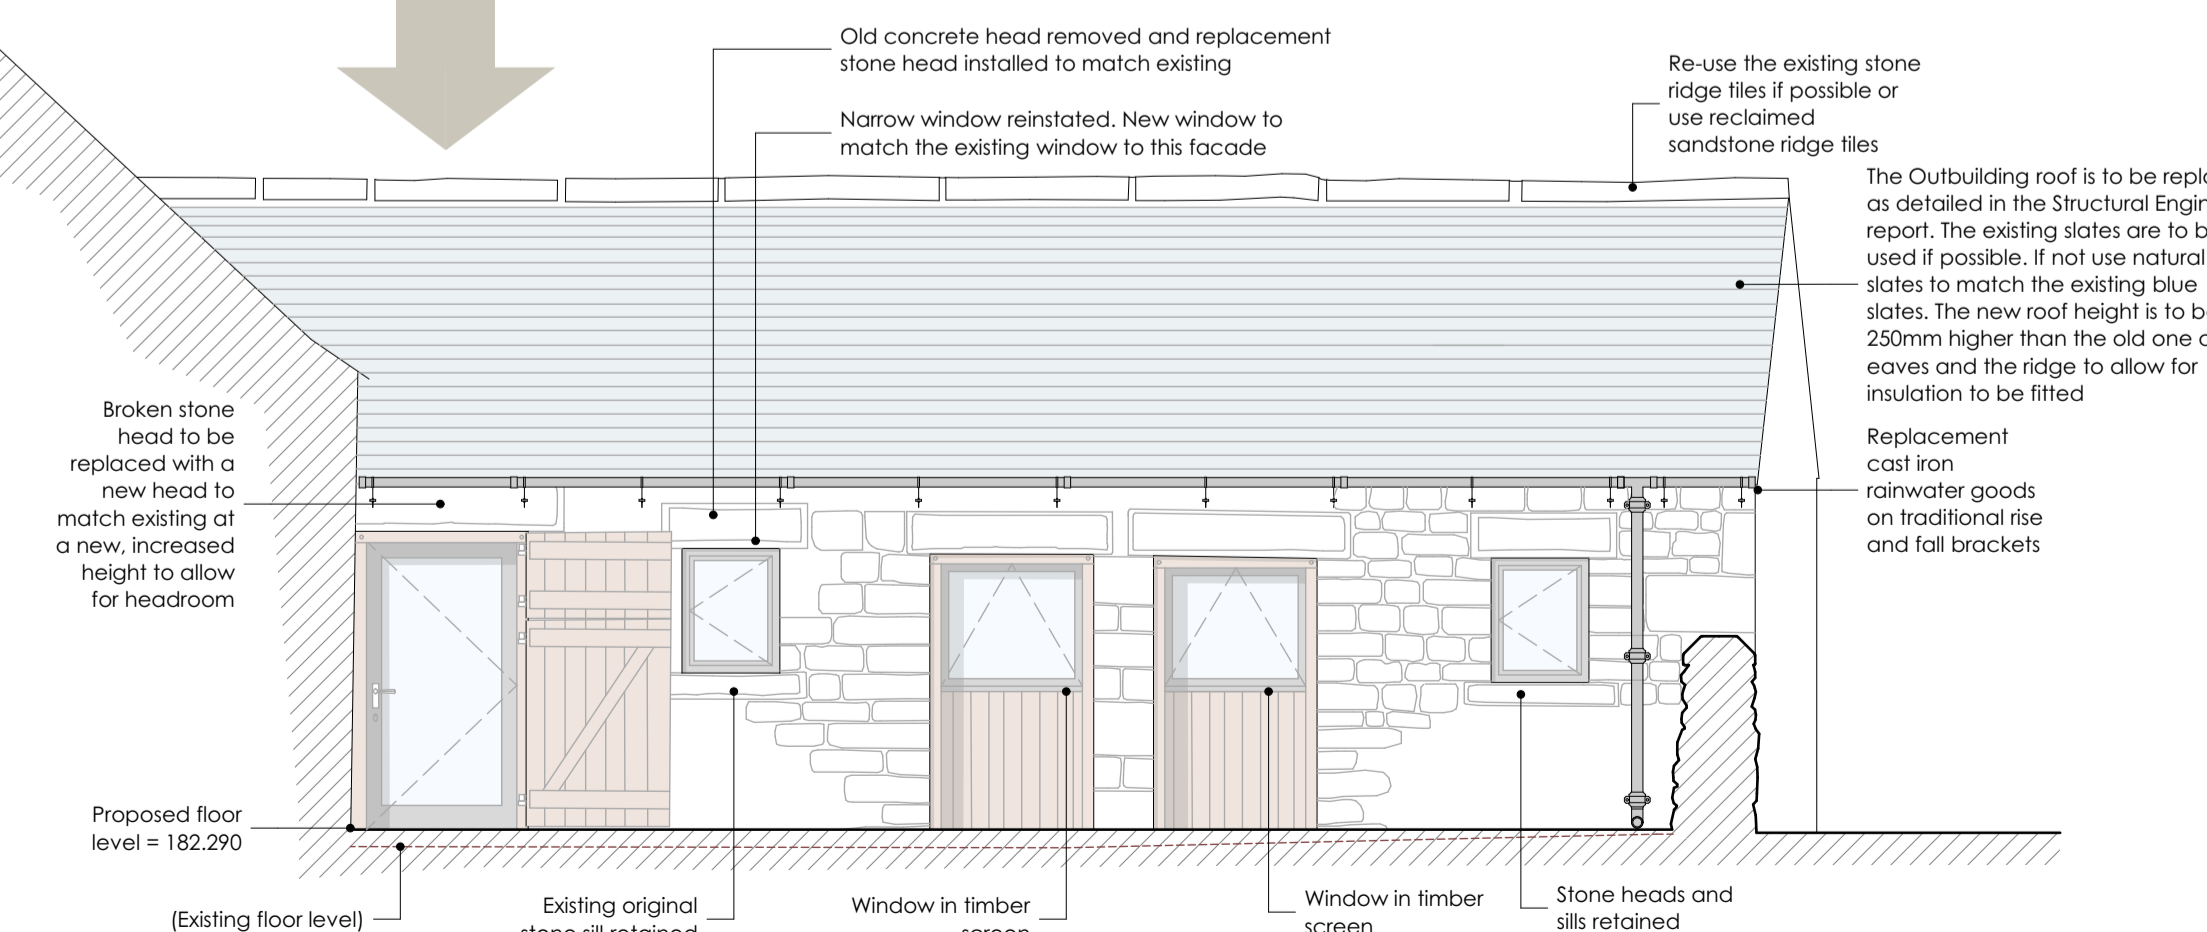 Old concrete head removed and replacement
stone head installed to match existing
Narrow window reinstated. New window to
match the existing window to this facade
Re-use the existing stone
ridge tiles if possible or
use reclaimed
sandstone ridge tiles
The Outbuilding roof is to be
as detailed in the Structural
report. The existing slates are to
used if possible. If not use natural
slates to match the existing blue
slates. The new roof height is to
250mm higher than the old one
eaves and the ridge to allow for
insulation to be fitted
Replacement
cast iron
rainwater goods
on traditional rise
and fall brackets
Broken stone
head to be
replaced with a
new head to
match existing at
a new, increased
height to allow
for headroom
Proposed floor
level = 182.290
(Existing floor level)
Existing original
stone sill retained
Window in timber
screen
Window in timber
screen
Stone heads and
sills retained